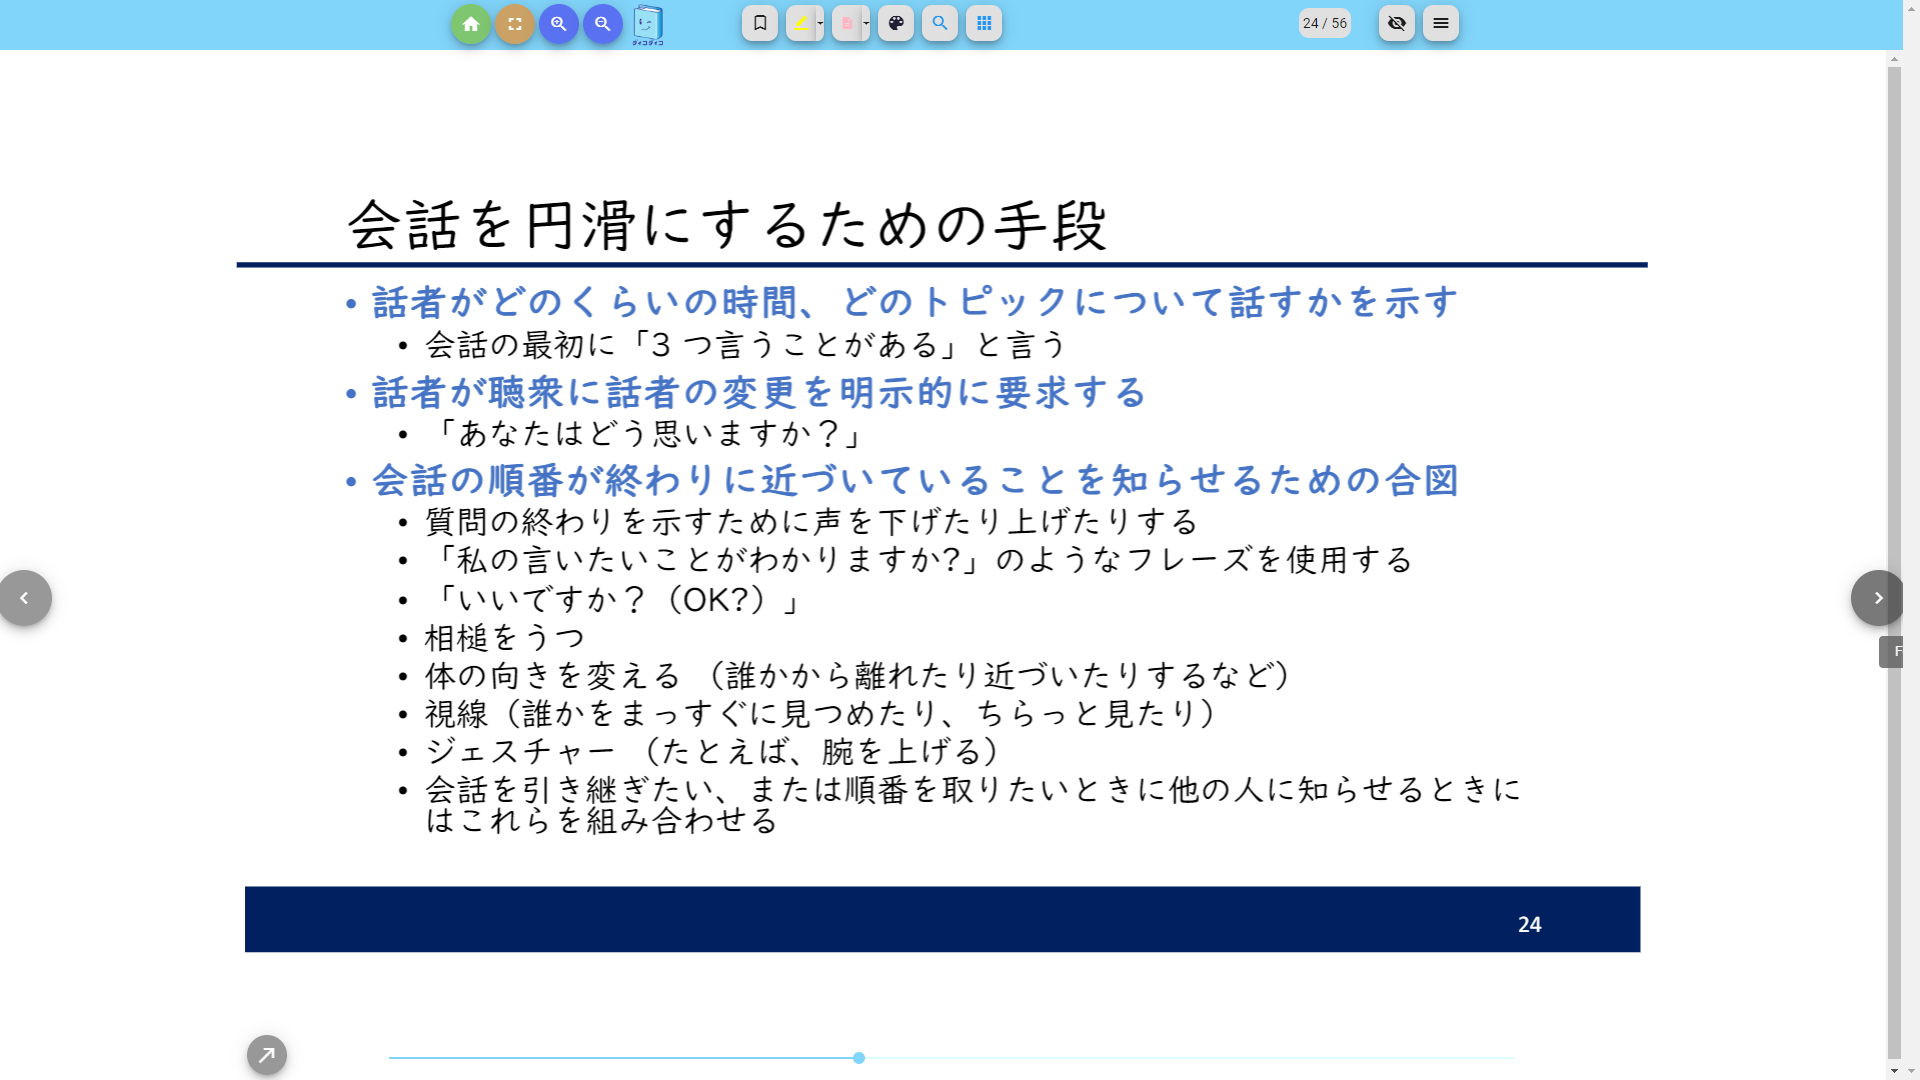 ダイコダイコ
24 / 56
会話を円滑にするための手段
• 話者がどのくらいの時間、どのトピックについて話すかを示す
• 会話の最初に「3 つ言うことがある」と言う
• 話者が聴衆に話者の変更を明示的に要求する
• 「あなたはどう思いますか？」
• 会話の順番が終わりに近づいていることを知らせるための合図
• 質問の終わりを示すために声を下げたり上げたりする
• 「私の言いたいことがわかりますか?」のようなフレーズを使用する
• 「いいですか？（OK?）」
• 相槌をうつ
• 体の向きを変える （誰かから離れたり近づいたりするなど）
• 視線（誰かをまっすぐに見つめたり、ちらっと見たり）
• ジェスチャー （たとえば、腕を上げる）
• 会話を引き継ぎたい、または順番を取りたいときに他の人に知らせるときに
はこれらを組み合わせる
24